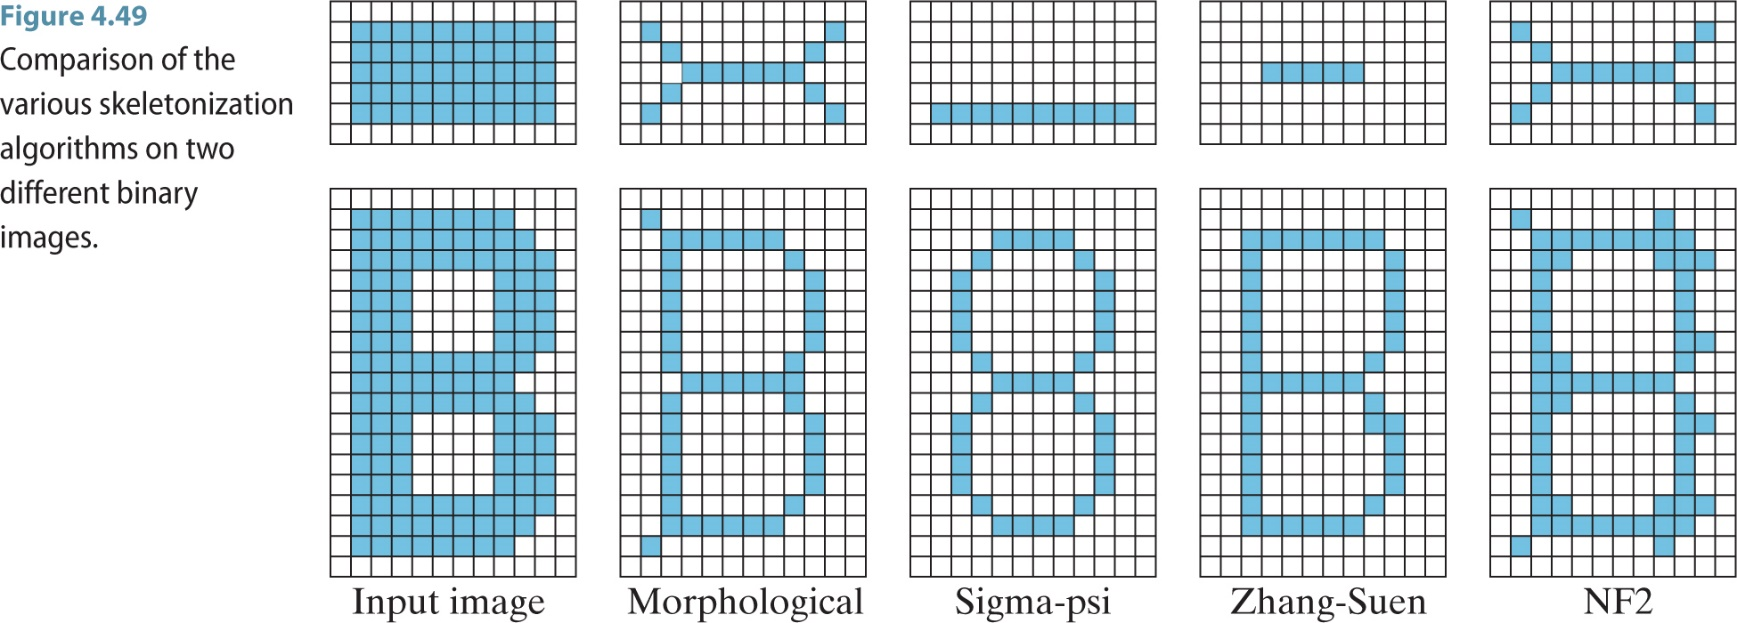 Figure 4.49
Comparison of the
various skeletonization
algorithms on two
different binary
images.
Input image
Morphological
Sigma-psi
Zhang-Suen
NF2